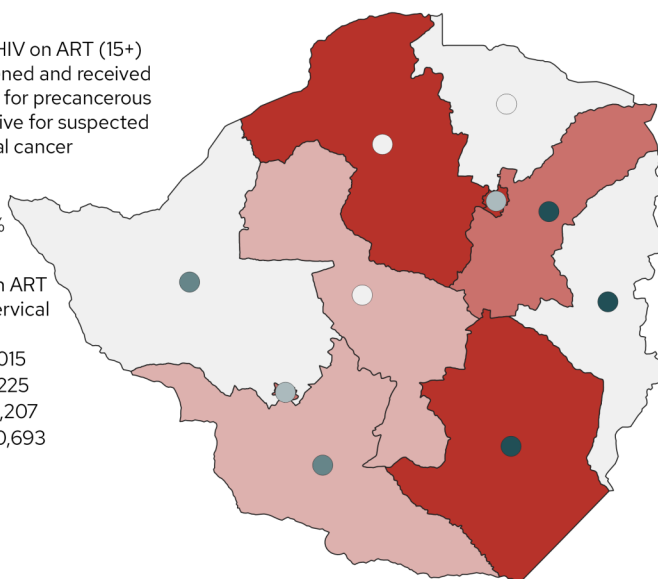 HIV on ART (15+)
ened and received
for precancerous
ive for suspected
al cancer
%
ART
ervical
015
225
,207
0,693